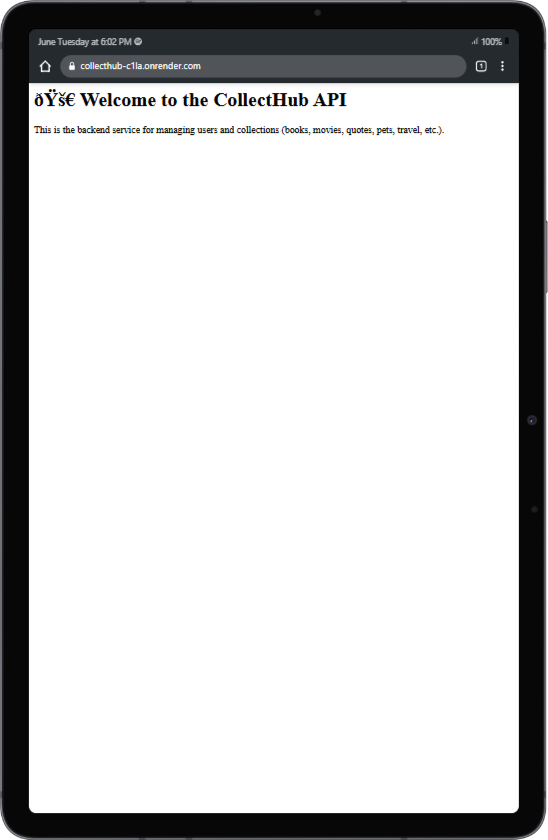 June Tuesday at 6:02 PM
100%
collecthub-c1la.onrender.com
1
🚀 Welcome to the CollectHub API
This is the backend service for managing users and collections (books, movies, quotes, pets, travel, etc.).